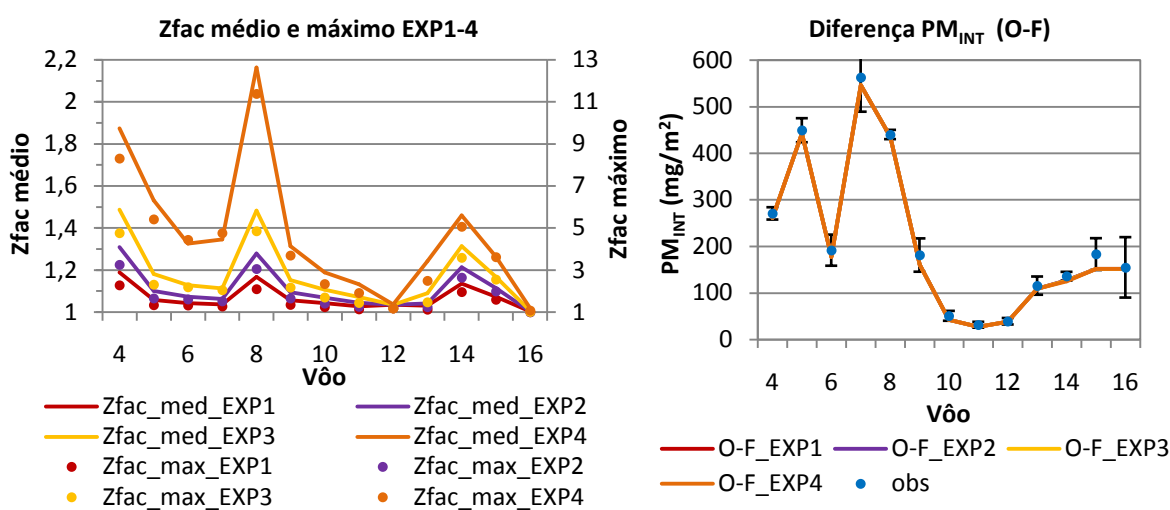 Zfac médio e máximo EXP1-4
Zfac médio
2,2
2
1,8
1,6
1,4
1,2
1
13
11
9
7
5
3
1
Zfac máximo
4 6 8 10 12 14 16
Vôo
Zfac_med_EXP1 Zfac_med_EXP2
Zfac_med_EXP3 Zfac_med_EXP4
Zfac_max_EXP1 Zfac_max_EXP2
Zfac_max_EXP3 Zfac_max_EXP4
Diferença PM_INT (O-F)
PM_INT (mg/m²)
600
500
400
300
200
100
0
4 6 8 10 12 14 16
Vôo
O-F_EXP1 O-F_EXP2 O-F_EXP3
O-F_EXP4 obs